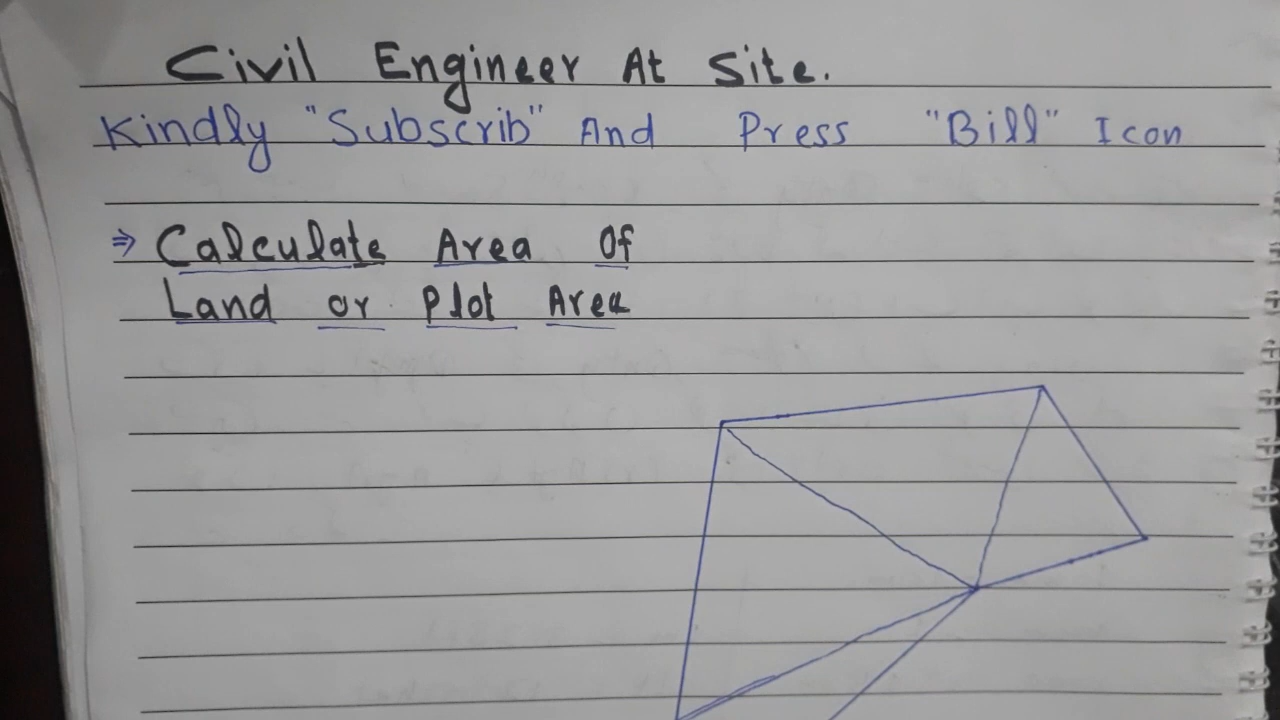 Civil Engineer At Site.
Kindly "Subscrib" And Press "Bill" Icon
⇒ Calculate Area Of
Land or Plot Area